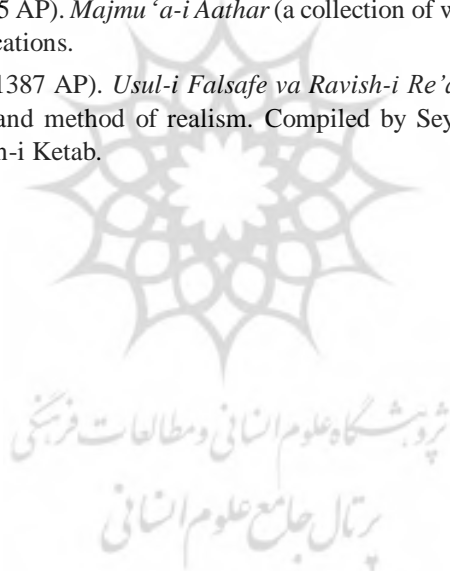 5 AP). Majmu ‘a-i Aathar (a collection of w
cations.
1387 AP). Usul-i Falsafe va Ravish-i Re’a
and method of realism. Compiled by Sey
n-i Ketab.
پژوهشگاه علوم انسانی و مطالعات فرهنگی
پرتال جامع علوم انسانی